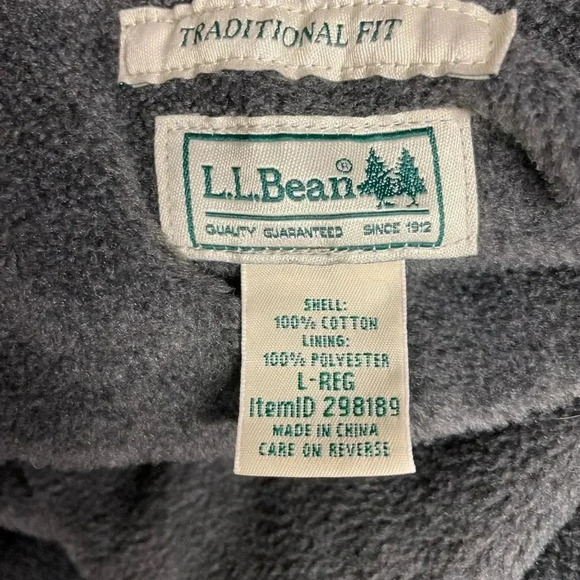 TRADITIONAL FIT
L.L.Bean®
QUALITY GUARANTEED SINCE 1912
SHELL:
100% COTTON
LINING:
100% POLYESTER
L-REG
ItemID 298189
MADE IN CHINA
CARE ON REVERSE